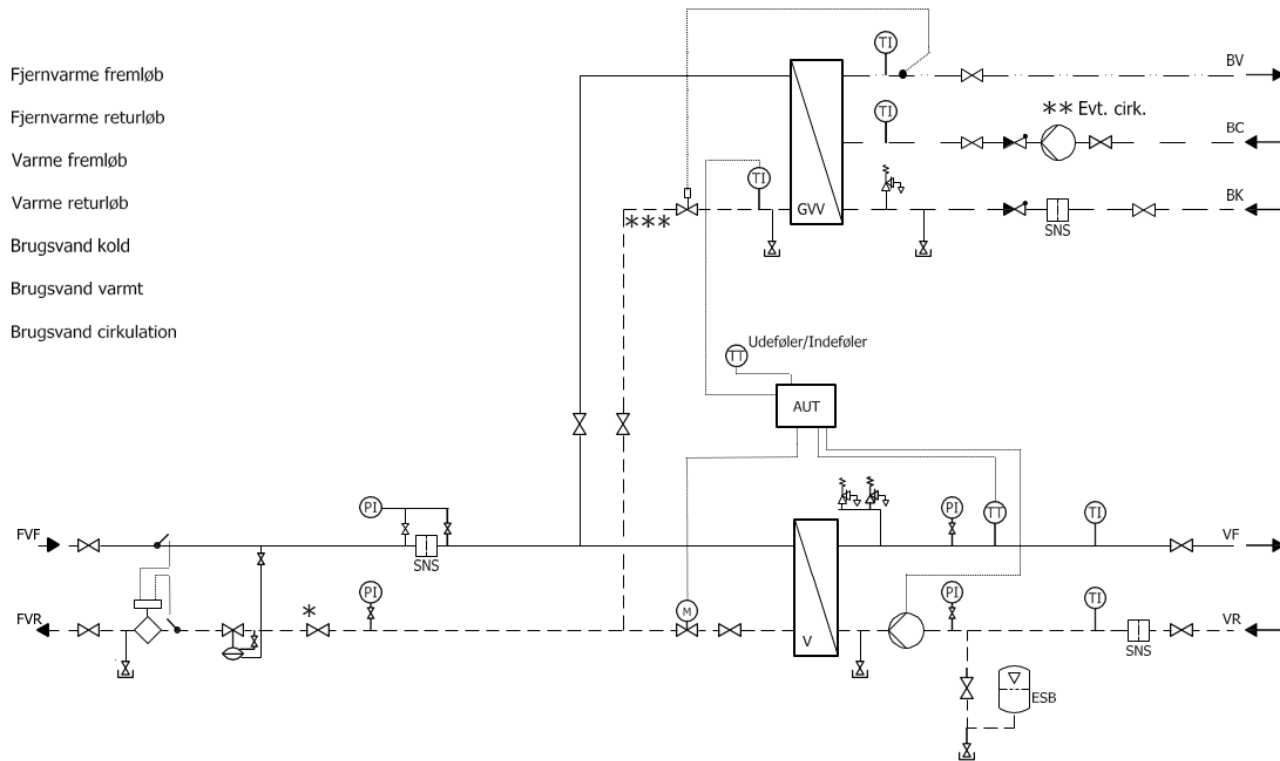 Fjernvarme fremløb
Fjernvarme returløb
Varme fremløb
Varme returløb
Brugsvand kold
Brugsvand varmt
Brugsvand cirkulation
TI
BV
TI
** Evt. cirk.
BC
TI
***
GVV
SNS
BK
TT
Udeføler/Indeføler
AUT
FVF
PI
SNS
PI
TT
TI
VF
FVR
*
PI
M
V
PI
TI
SNS
VR
ESB